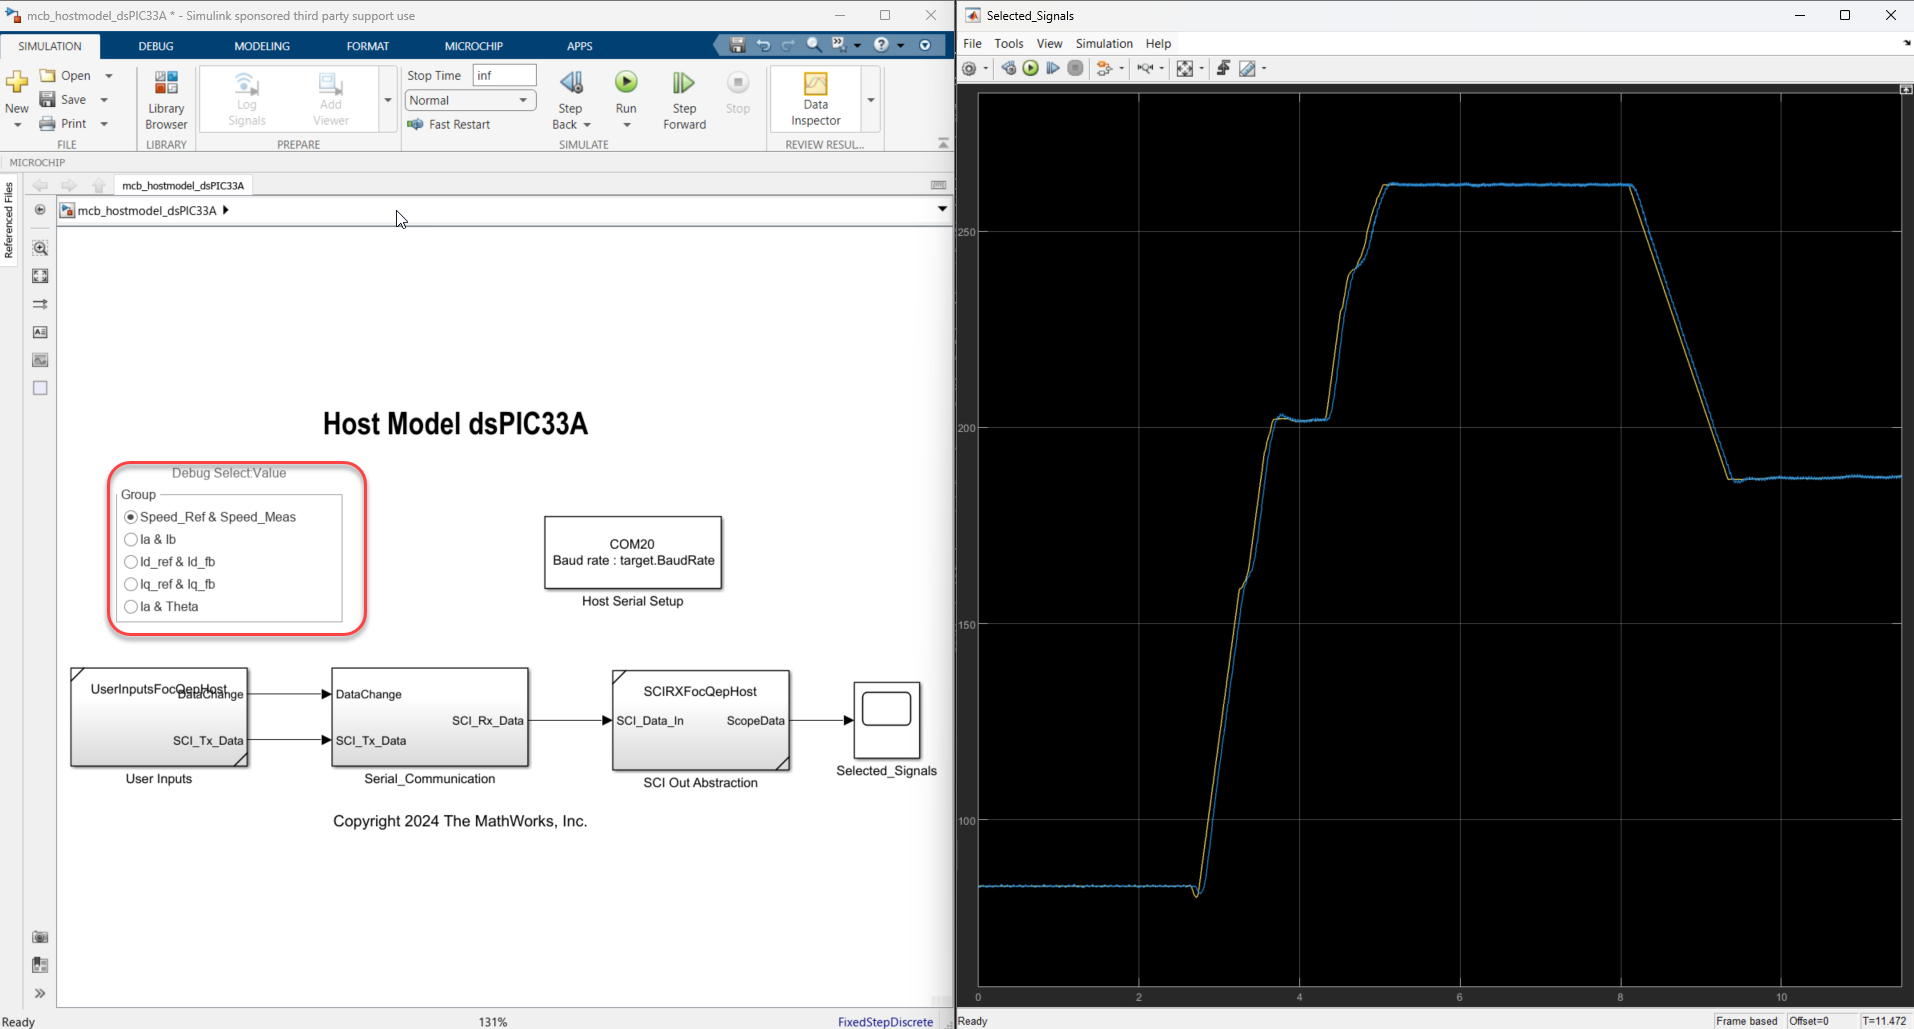 mcb_hostmodel_dsPIC33A * - Simulink sponsored third party support use
SIMULATION DEBUG MODELING FORMAT MICROCHIP APPS
New
Open
Save
Print
FILE
Library
Browser
LIBRARY
Log
Signals
Add
Viewer
PREPARE
Stop Time inf
Normal
Fast Restart
Step
Back
Run
Step
Forward
Stop
SIMULATE
Data
Inspector
REVIEW RESUL...
MICROCHIP
Referenced Files
mcb_hostmodel_dsPIC33A
mcb_hostmodel_dsPIC33A
Host Model dsPIC33A
Debug Select:Value
Group
Speed_Ref & Speed_Meas
Ia & Ib
Id_ref & Id_fb
Iq_ref & Iq_fb
Ia & Theta
COM20
Baud rate : target.BaudRate
Host Serial Setup
UserInputsFocQepHost
DataChange
SCI_Tx_Data
User Inputs
DataChange
SCI_Rx_Data
SCI_Tx_Data
Serial_Communication
SCIRXFocQepHost
SCI_Data_In ScopeData
SCI Out Abstraction
Selected_Signals
Copyright 2024 The MathWorks, Inc.
Ready 131% FixedStepDiscrete
Selected_Signals
File Tools View Simulation Help
250
200
150
100
0 2 4 6 8 10
Ready Frame based Offset=0 T=11.472